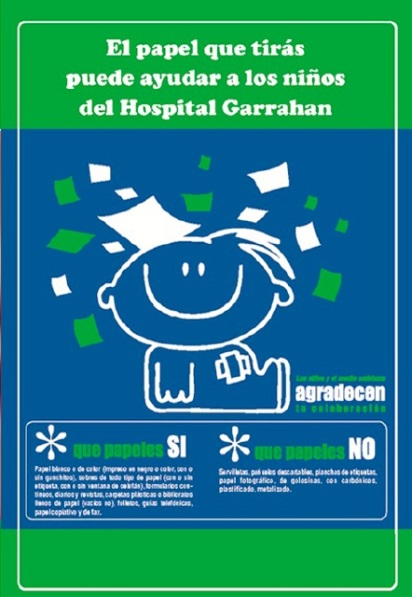 El papel que tirás
puede ayudar a los niños
del Hospital Garrahan
Los niños y el medio ambiente
agradecen
la colaboración
* que papeles SI
Papel blanco o de color (impreso en negro o color, con o
sin ganchitos), sobres de todo tipo de papel (con o sin
etiqueta, con o sin ventana de celofán), formularios con-
tinuos, diarios y revistas, carpetas plásticas o biblioratos
llenos de papel (vacíos no), folletos, guías telefónicas,
papel copiativo y de fax.
* que papeles NO
Servilletas, pañuelos descartables, planchas de etiquetas,
papel fotográfico, de golosinas, con carbónicos,
plastificado, metalizado.